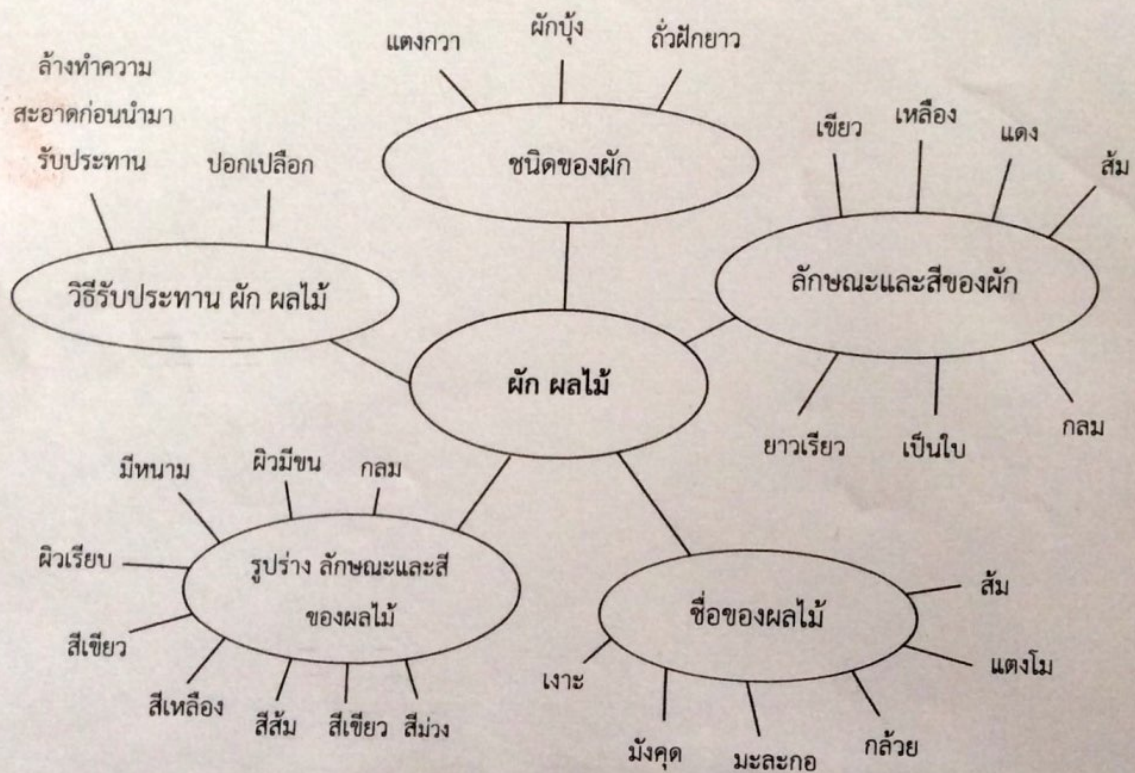 แตงกวา
ผักบุ้ง
ถั่วฝักยาว
ชนิดของผัก
ล้างทำความ
สะอาดก่อนนำมา
รับประทาน
ปอกเปลือก
วิธีรับประทาน ผัก ผลไม้
เขียว
เหลือง
แดง
ส้ม
ลักษณะและสีของผัก
ยาวเรียว
เป็นใบ
กลม
ผัก ผลไม้
มีหนาม
ผิวมีขน
กลม
ผิวเรียบ
รูปร่าง ลักษณะและสี
ของผลไม้
สีเขียว
สีเหลือง
สีส้ม
สีเขียว
สีม่วง
ชื่อของผลไม้
ส้ม
แตงโม
เงาะ
มังคุด
มะละกอ
กล้วย